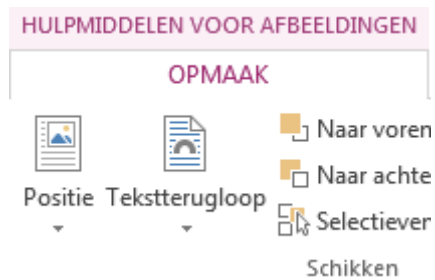 HULPMIDDELEN VOOR AFBEELDINGEN
OPMAAK
Positie
Tekstterugloop
Naar voren
Naar achte
Selectiever
Schikken